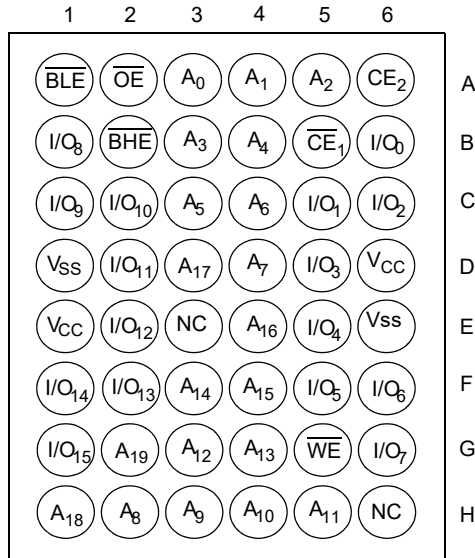 1 2 3 4 5 6
BLE OE A0 A1 A2 CE2 A
I/O8 BHE A3 A4 CE1 I/O0 B
I/O9 I/O10 A5 A6 I/O1 I/O2 C
VSS I/O11 A17 A7 I/O3 VCC D
VCC I/O12 NC A16 I/O4 Vss E
I/O14 I/O13 A14 A15 I/O5 I/O6 F
I/O15 A19 A12 A13 WE I/O7 G
A18 A8 A9 A10 A11 NC H